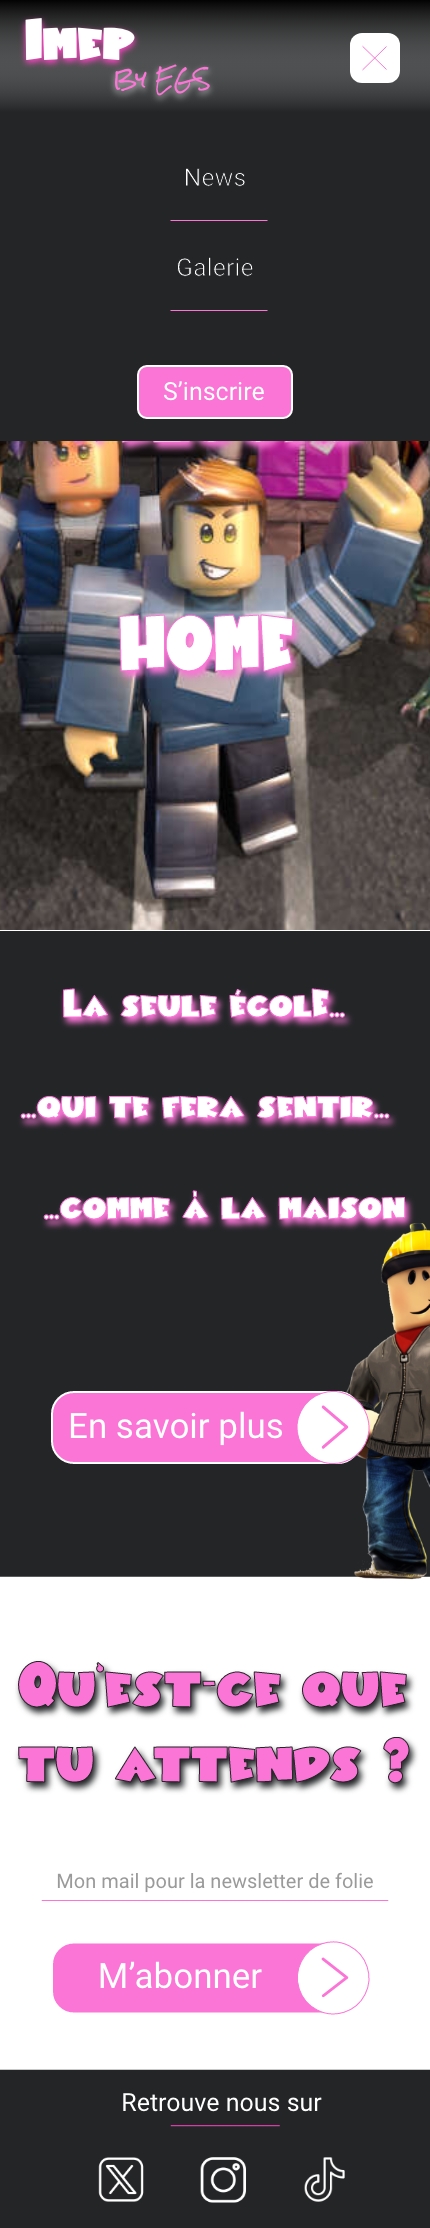 Imep
By EGS
News
Galerie
S’inscrire
HOME
La seule école...
...qui te fera sentir...
...comme à la maison
En savoir plus
Qu'est-ce que
tu attends ?
Mon mail pour la newsletter de folie
M’abonner
Retrouve nous sur